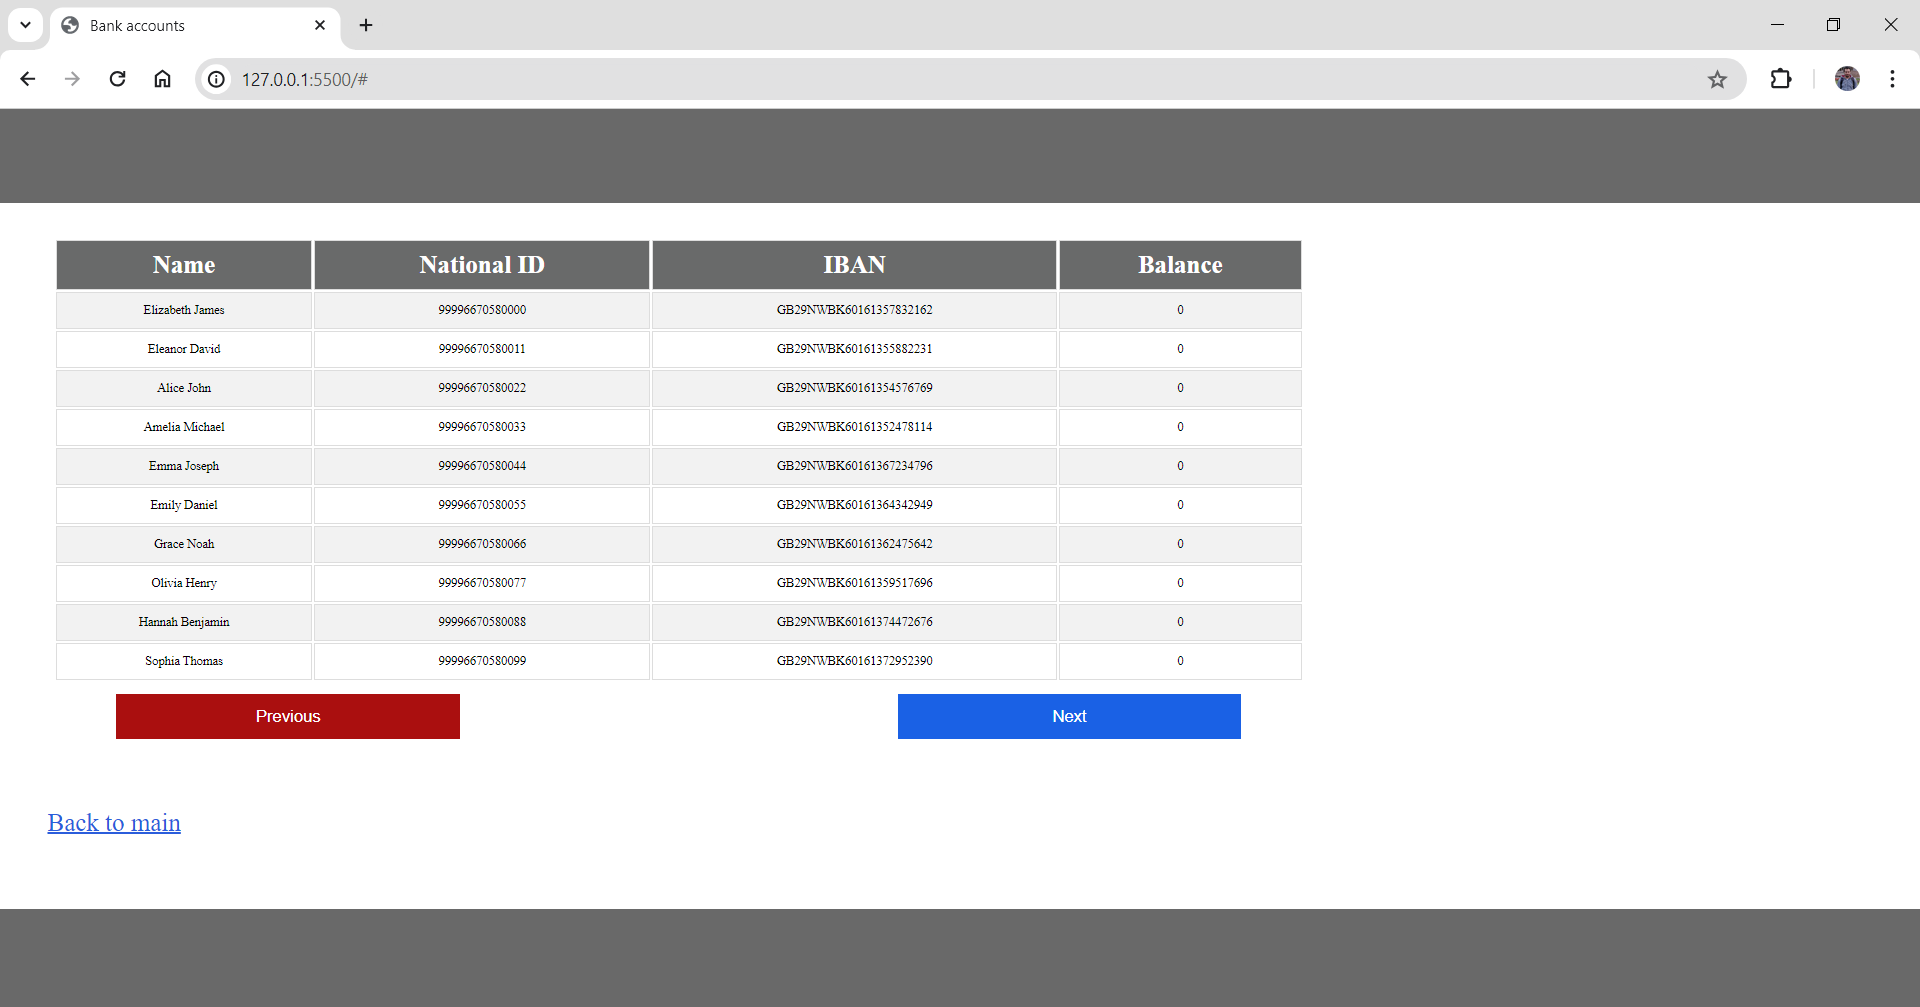 Bank accounts
127.0.0.1:5500/#
Name National ID IBAN Balance
Elizabeth James 99996670580000 GB29NWBK60161357832162 0
Eleanor David 99996670580011 GB29NWBK60161355882231 0
Alice John 99996670580022 GB29NWBK60161354576769 0
Amelia Michael 99996670580033 GB29NWBK60161352478114 0
Emma Joseph 99996670580044 GB29NWBK60161367234796 0
Emily Daniel 99996670580055 GB29NWBK60161364342949 0
Grace Noah 99996670580066 GB29NWBK60161362475642 0
Olivia Henry 99996670580077 GB29NWBK60161359517696 0
Hannah Benjamin 99996670580088 GB29NWBK60161374472676 0
Sophia Thomas 99996670580099 GB29NWBK60161372952390 0
Previous Next
Back to main